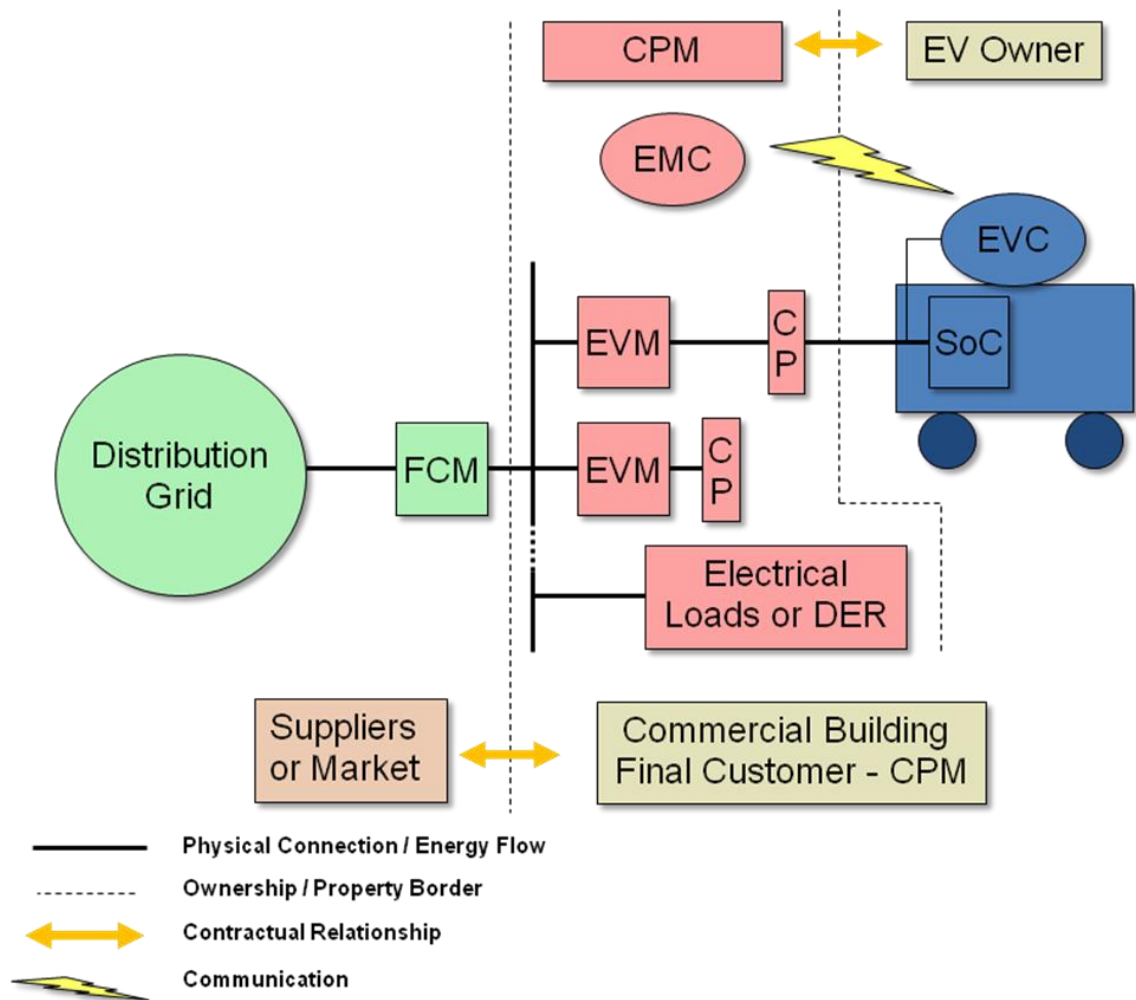 CPM
EV Owner
EMC
EVC
EVM
C
P
SoC
Distribution
Grid
FCM
EVM
C
P
Electrical
Loads or DER
Suppliers
or Market
Commercial Building
Final Customer - CPM
Physical Connection / Energy Flow
Ownership / Property Border
Contractual Relationship
Communication